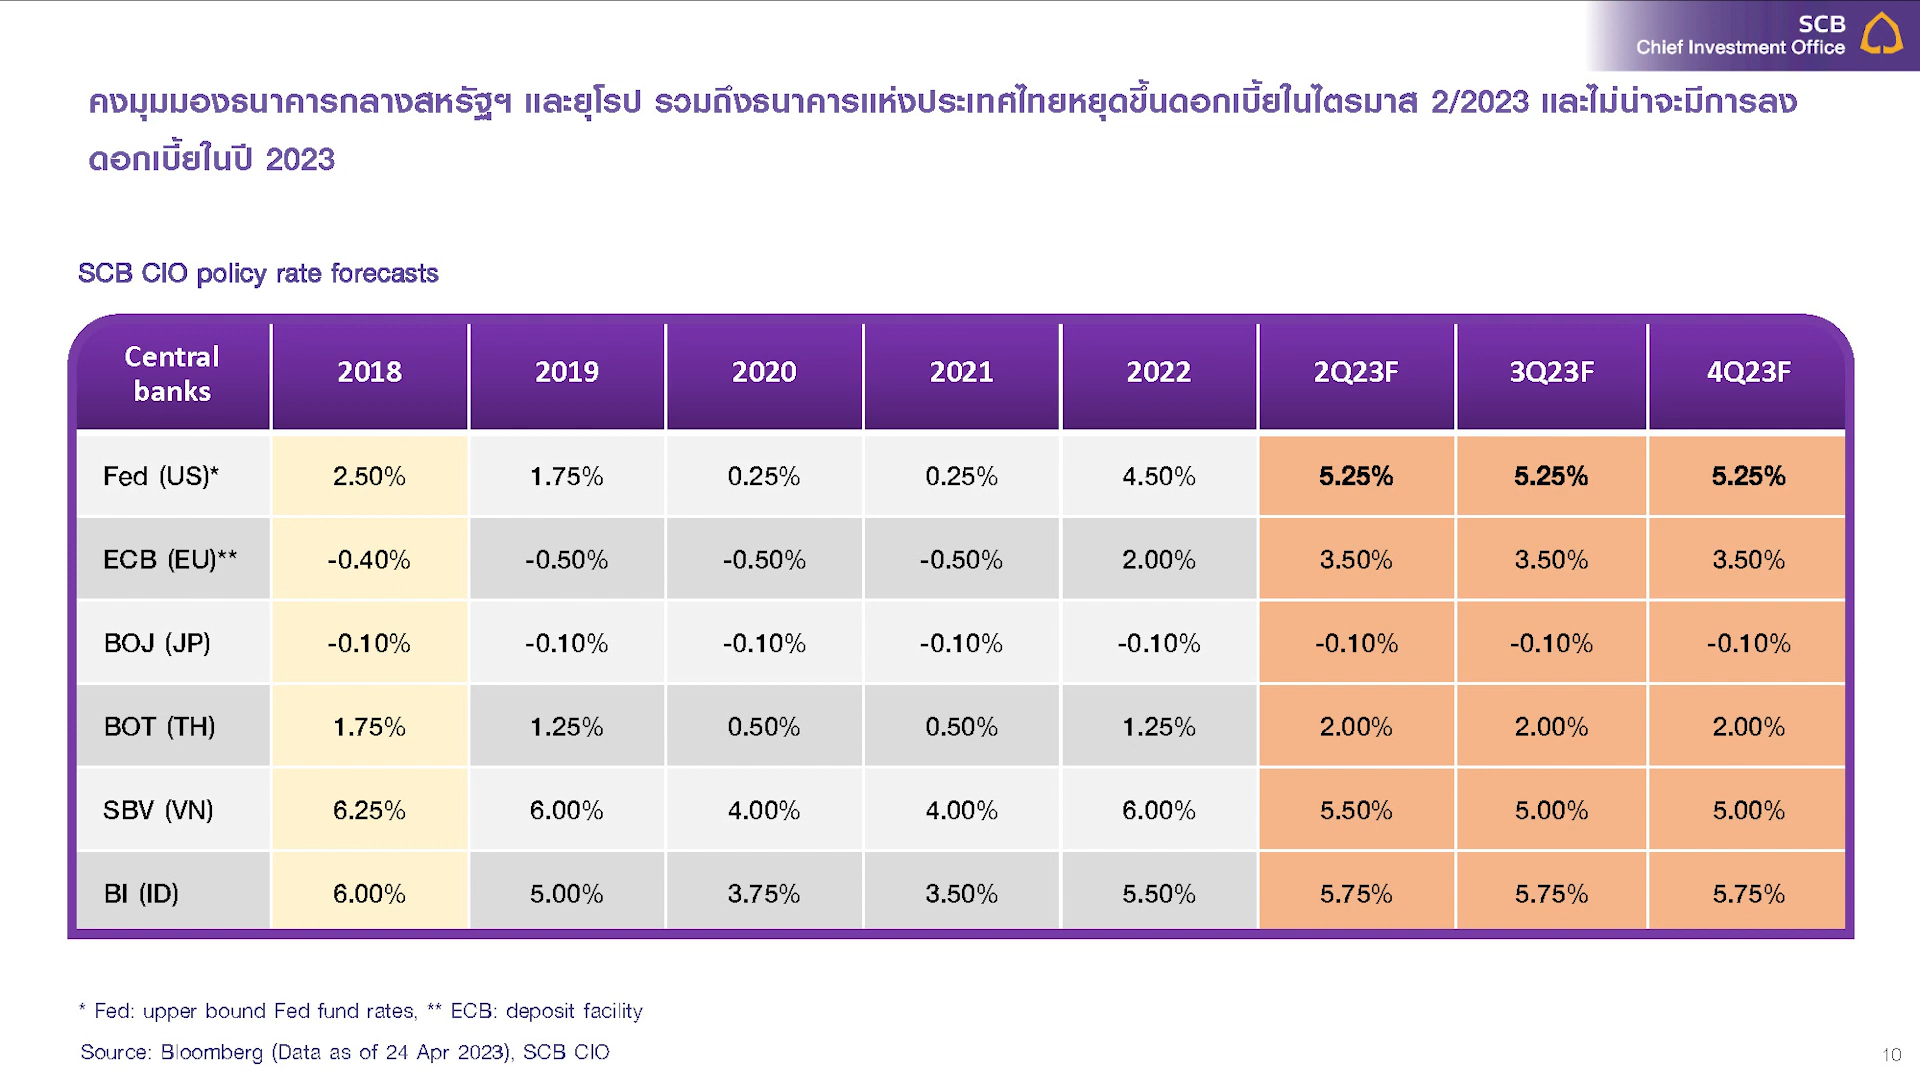 SCB
Chief Investment Office
คงมุมมองธนาคารกลางสหรัฐฯ และยุโรป รวมถึงธนาคารแห่งประเทศไทยหยุดขึ้นดอกเบี้ยในไตรมาส 2/2023 และไม่น่าจะมีการลง
ดอกเบี้ยในปี 2023
SCB CIO policy rate forecasts
Central banks 2018 2019 2020 2021 2022 2Q23F 3Q23F 4Q23F
Fed (US)* 2.50% 1.75% 0.25% 0.25% 4.50% 5.25% 5.25% 5.25%
ECB (EU)** -0.40% -0.50% -0.50% -0.50% 2.00% 3.50% 3.50% 3.50%
BOJ (JP) -0.10% -0.10% -0.10% -0.10% -0.10% -0.10% -0.10% -0.10%
BOT (TH) 1.75% 1.25% 0.50% 0.50% 1.25% 2.00% 2.00% 2.00%
SBV (VN) 6.25% 6.00% 4.00% 4.00% 6.00% 5.50% 5.00% 5.00%
BI (ID) 6.00% 5.00% 3.75% 3.50% 5.50% 5.75% 5.75% 5.75%
* Fed: upper bound Fed fund rates, ** ECB: deposit facility
Source: Bloomberg (Data as of 24 Apr 2023), SCB CIO
10